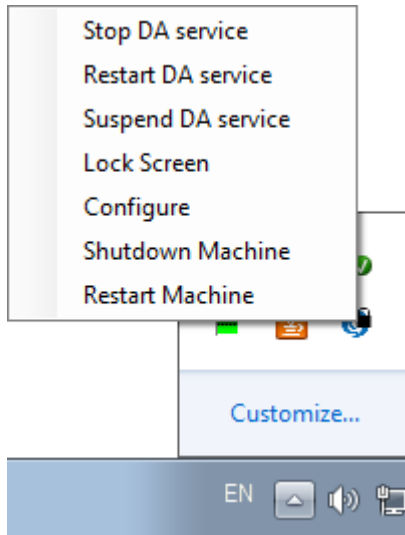 Stop DA service
Restart DA service
Suspend DA service
Lock Screen
Configure
Shutdown Machine
Restart Machine
Customize...
EN